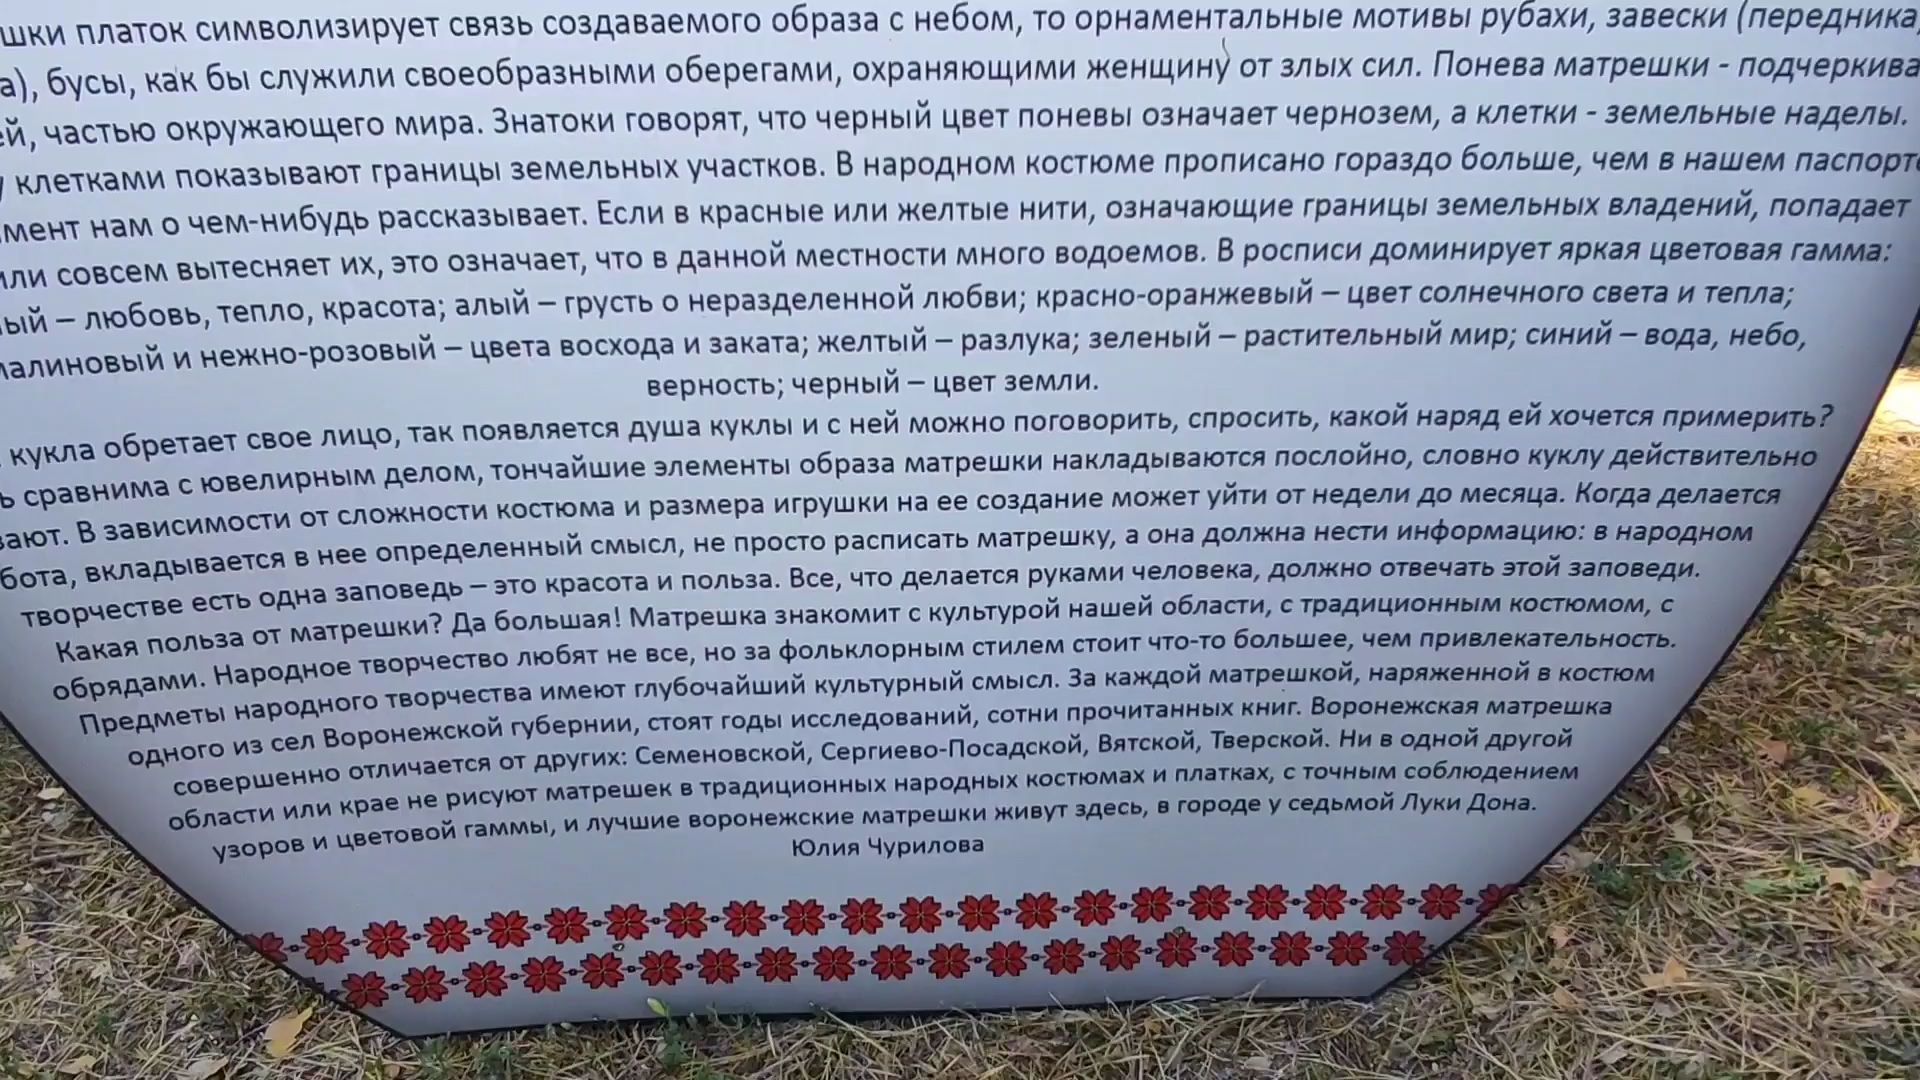 платок символизирует связь создаваемого образа с небом, то орнаментальные мотивы рубахи, завески (передника,
бусы, как бы служили своеобразными оберегами, охраняющими женщину от злых сил. Понева матрешки - подчеркива
частью окружающего мира. Знатоки говорят, что черный цвет поневы означает чернозем, а клетки - земельные наделы.
клетками показывают границы земельных участков. В народном костюме прописано гораздо больше, чем в нашем паспорте
нам о чем-нибудь рассказывает. Если в красные или желтые нити, означающие границы земельных владений, попадает
или совсем вытесняет их, это означает, что в данной местности много водоемов. В росписи доминирует яркая цветовая гамма:
– любовь, тепло, красота; алый – грусть о неразделенной любви; красно-оранжевый – цвет солнечного света и тепла;
малиновый и нежно-розовый – цвета восхода и заката; желтый – разлука; зеленый – растительный мир; синий – вода, небо,
верность; черный – цвет земли.
кукла обретает свое лицо, так появляется душа куклы и с ней можно поговорить, спросить, какой наряд ей хочется примерить?
сравнима с ювелирным делом, тончайшие элементы образа матрешки накладываются послойно, словно куклу действительно
В зависимости от сложности костюма и размера игрушки на ее создание может уйти от недели до месяца. Когда делается
бота, вкладывается в нее определенный смысл, не просто расписать матрешку, а она должна нести информацию: в народном
творчестве есть одна заповедь – это красота и польза. Все, что делается руками человека, должно отвечать этой заповеди.
Какая польза от матрешки? Да большая! Матрешка знакомит с культурой нашей области, с традиционным костюмом, с
обрядами. Народное творчество любят не все, но за фольклорным стилем стоит что-то большее, чем привлекательность.
Предметы народного творчества имеют глубочайший культурный смысл. За каждой матрешкой, наряженной в костюм
одного из сел Воронежской губернии, стоят годы исследований, сотни прочитанных книг. Воронежская матрешка
совершенно отличается от других: Семеновской, Сергиево-Посадской, Вятской, Тверской. Ни в одной другой
области или крае не рисуют матрешек в традиционных народных костюмах и платках, с точным соблюдением
узоров и цветовой гаммы, и лучшие воронежские матрешки живут здесь, в городе у седьмой Луки Дона.
Юлия Чурилова